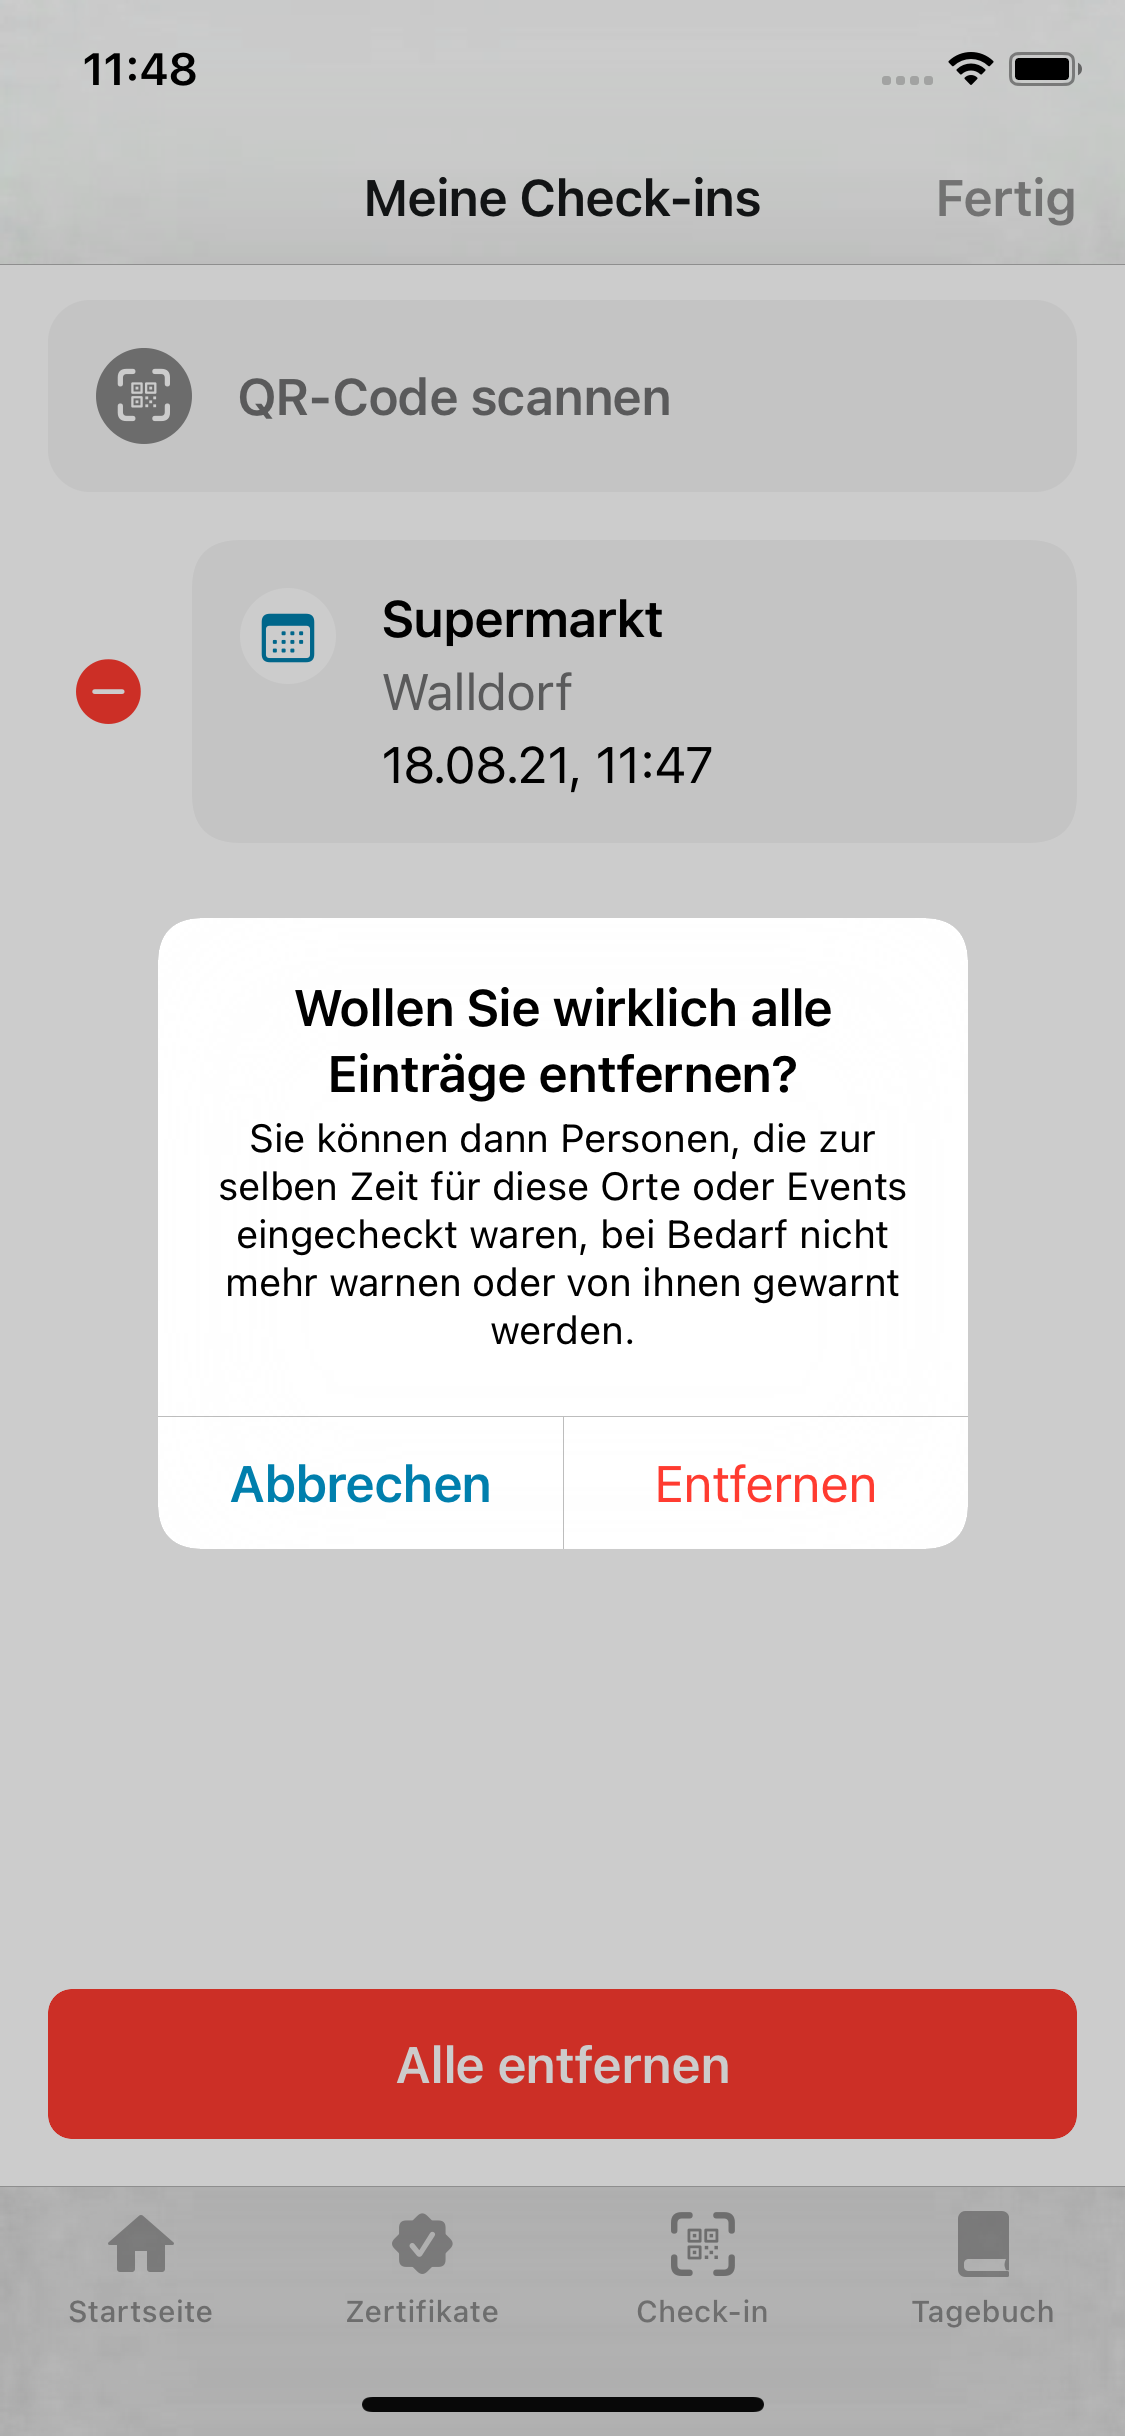 11:48
Meine Check-ins
Fertig
QR-Code scannen
Supermarkt
Walldorf
18.08.21, 11:47
Wollen Sie wirklich alle
Einträge entfernen?
Sie können dann Personen, die zur
selben Zeit für diese Orte oder Events
eingecheckt waren, bei Bedarf nicht
mehr warnen oder von ihnen gewarnt
werden.
Abbrechen
Entfernen
Alle entfernen
Startseite
Zertifikate
Check-in
Tagebuch